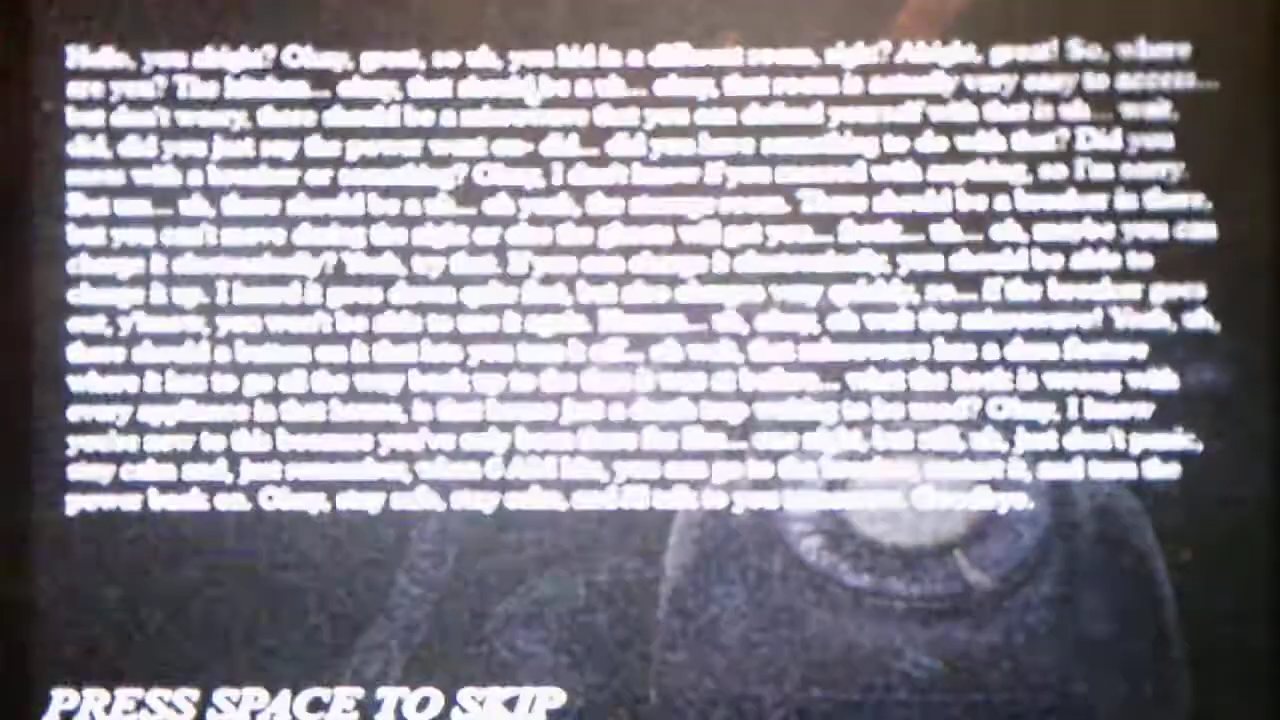 Hello, you alright? Okay, great, so uh, you hid in a different room, right? Alright, great! So, where
are you? The kitchen... okay, that should be a uh... okay, that room is actually very easy to access...
but don't worry, there should be a microwave that you can defend yourself with that is uh... wait,
did, did you just say the power went out- did... did you have something to do with that? Did you
mess with a breaker or something? Okay, I don't know if you messed with anything, so I'm sorry.
But um... uh, there should be a uh... oh yeah, the storage room. There should be a breaker in there,
but you can't move during the night or else the will get you... uh... oh, maybe you can
charge it Yeah, try that. If you can charge it you should be able to
charge it up. I heard it goes down quite fast, but also charges very quickly, so... if the breaker goes
out, y'know, you won't be able to use it again. uh, okay, oh wait the microwave! Yeah, uh,
there should a button on it that lets you turn it off... oh wait, that microwave has a feature
where it has to go all the way back up to the time it was at before... what the heck is wrong with
every appliance in that house, is that house just a death trap waiting to be used? Okay, I know
you're new to this because you've only been there for like... one night, but still, uh, just don't panic,
stay calm and, just remember, when 6 AM hits, you can go to the breaker, restart it, and turn the
power back on. Okay, stay safe, stay calm, and I'll talk to you tomorrow. Goodbye.
PRESS SPACE TO SKIP